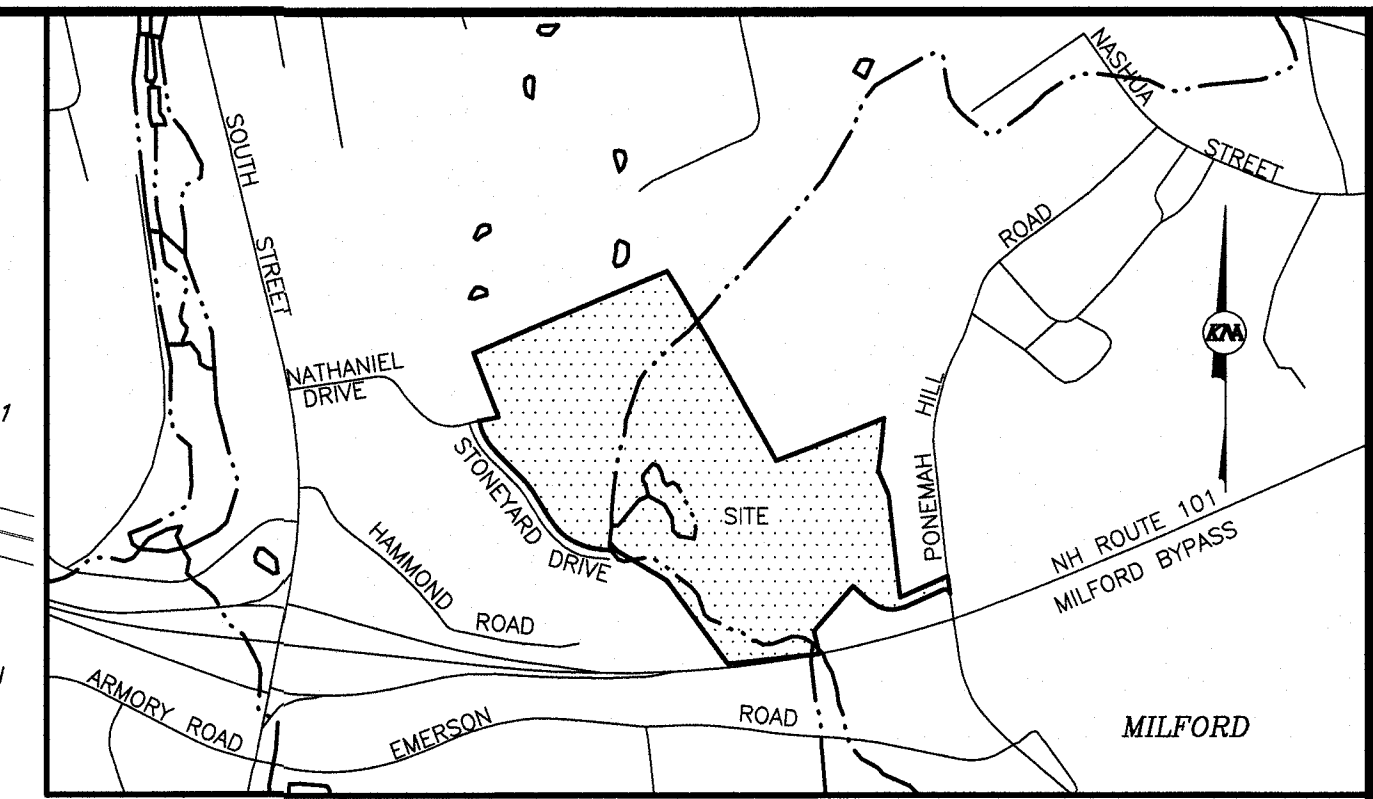 NASHUA
STREET
SOUTH
STREET
ROAD
KNA
NATHANIEL
DRIVE
PONEMAH HILL
STONEYARD
DRIVE
SITE
NH ROUTE 101
MILFORD BYPASS
HAMMOND
ROAD
ARMORY ROAD
EMERSON
ROAD
MILFORD
1